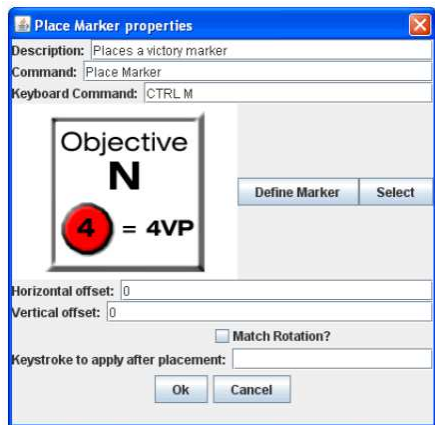 Place Marker properties
Description: Places a victory marker
Command: Place Marker
Keyboard Command: CTRL M
Objective
N
4 = 4VP
Define Marker Select
Horizontal offset: 0
Vertical offset: 0
Match Rotation?
Keystroke to apply after placement:
Ok Cancel